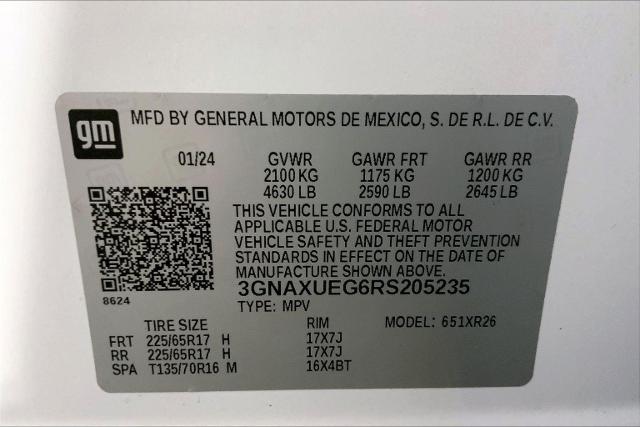 gm MFD BY GENERAL MOTORS DE MEXICO, S. DE R.L. DE C.V.
01/24 GVWR GAWR FRT GAWR RR
2100 KG 1175 KG 1200 KG
4630 LB 2590 LB 2645 LB
THIS VEHICLE CONFORMS TO ALL
APPLICABLE U.S. FEDERAL MOTOR
VEHICLE SAFETY AND THEFT PREVENTION
STANDARDS IN EFFECT ON THE DATE OF
MANUFACTURE SHOWN ABOVE.
3GNAXUEG6RS205235
8624 TYPE: MPV
TIRE SIZE RIM MODEL: 651XR26
FRT 225/65R17 H 17X7J
RR 225/65R17 H 17X7J
SPA T135/70R16 M 16X4BT